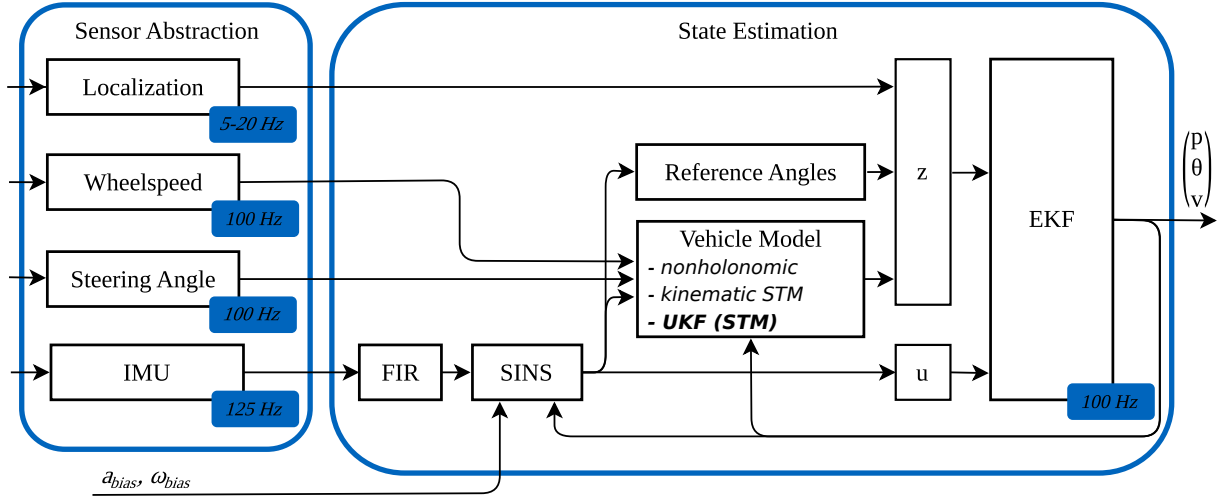 Sensor Abstraction
Localization
5-20 Hz
Wheelspeed
100 Hz
Steering Angle
100 Hz
IMU
125 Hz
a_bias, ω_bias
State Estimation
Reference Angles
Vehicle Model
- nonholonomic
- kinematic STM
- UKF (STM)
FIR
SINS
z
u
EKF
100 Hz
p
θ
v